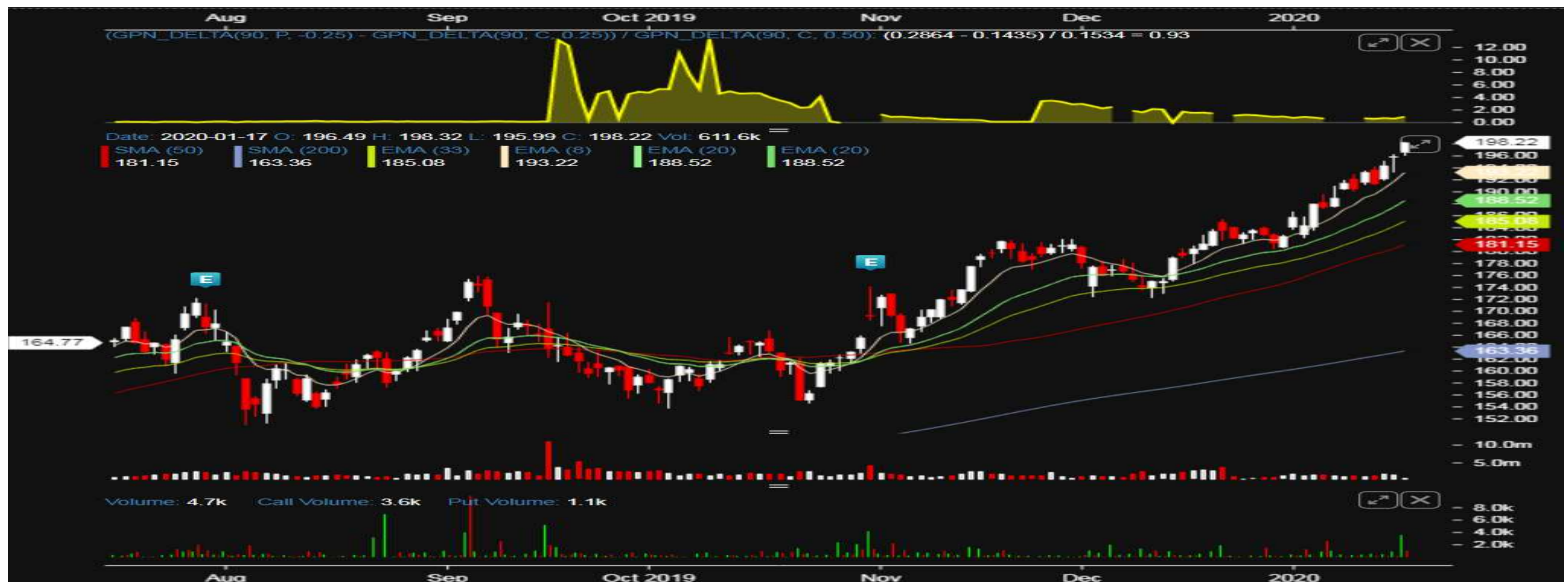 Aug Sep Oct 2019 Nov Dec 2020
(GPN_DELTA(90, P, -0.25) - GPN_DELTA(90, C, 0.25)) / GPN_DELTA(90, C, 0.50): (0.2864 - 0.1435) / 0.1534 = 0.93
12.00
10.00
8.00
6.00
4.00
2.00
0.00
Date: 2020-01-17 O: 196.49 H: 198.32 L: 195.99 C: 198.22 Vol: 611.6k
SMA (50) SMA (200) EMA (33) EMA (8) EMA (20) EMA (20)
181.15 163.36 185.08 193.22 188.52 188.52
198.22
196.00
192.00
190.00
188.52
185.08
181.15
178.00
176.00
174.00
172.00
170.00
168.00
166.00
164.77
163.36
160.00
158.00
156.00
154.00
152.00
E
E
10.0m
5.0m
Volume: 4.7k Call Volume: 3.6k Put Volume: 1.1k
8.0k
6.0k
4.0k
2.0k
Aug Sep Oct 2019 Nov Dec 2020